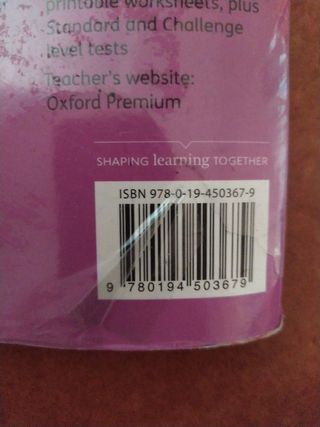 printable worksheets, plus
Standard and Challenge
level tests
Teacher's website:
Oxford Premium
SHAPING learning TOGETHER
ISBN 978-0-19-450367-9
9 780194 503679